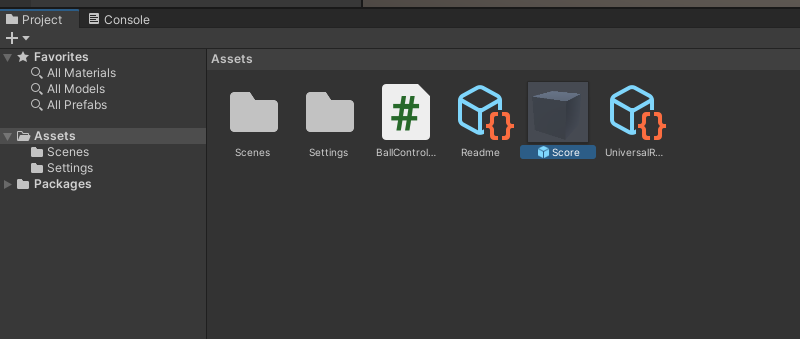 Project
Console
Favorites
All Materials
All Models
All Prefabs
Assets
Scenes
Settings
Packages
Assets
Scenes
Settings
BallControl...
Readme
Score
UniversalR...